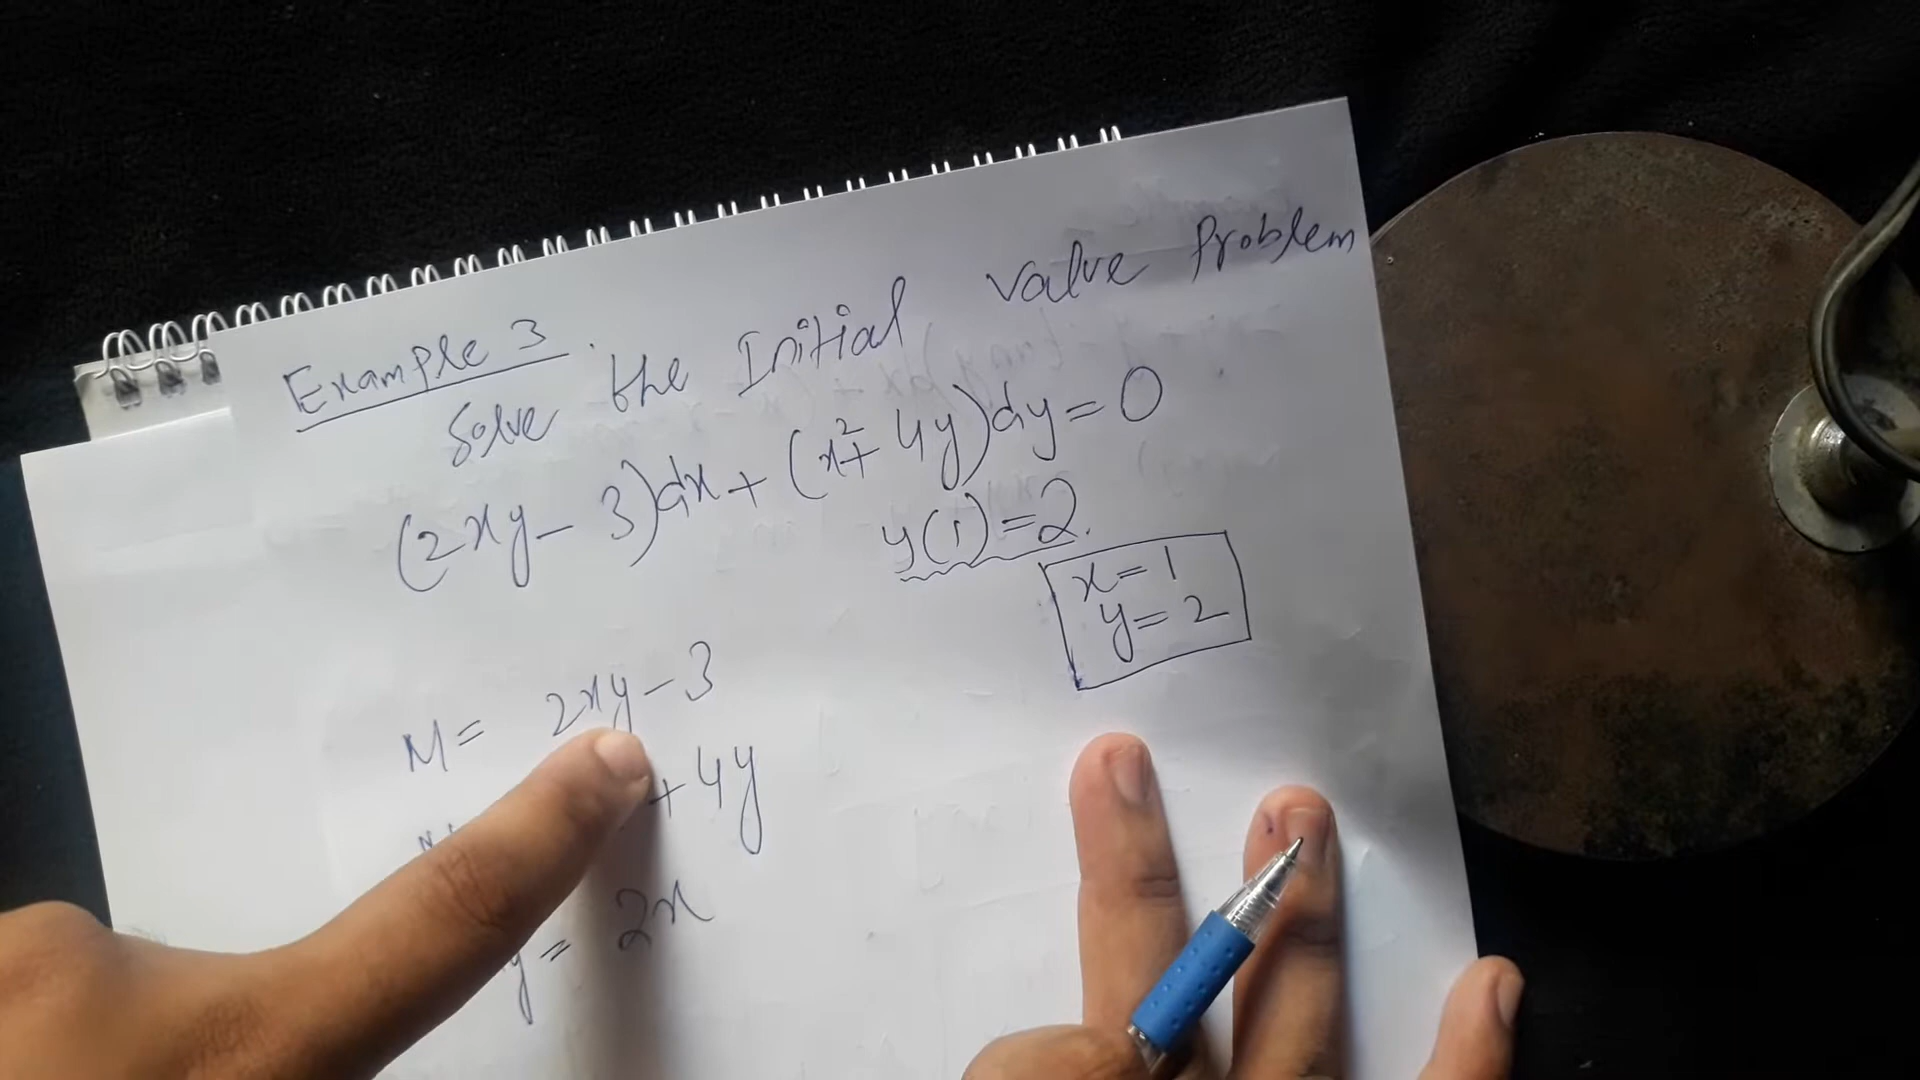 Example 3.
Solve the Initial Value Problem
(2xy - 3)dx + (x² + 4y)dy = 0
y(1) = 2.
x = 1
y = 2
M = 2xy - 3
+ 4y
y = 2x